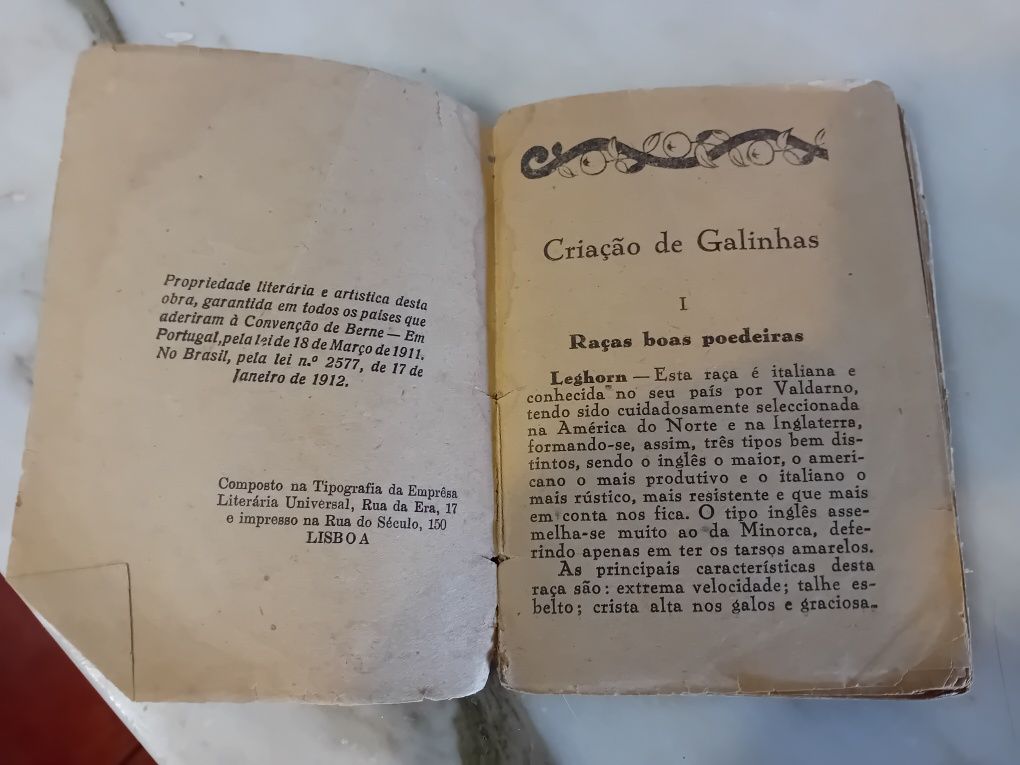 Propriedade literária e artística desta
obra, garantida em todos os países que
aderiram à Convenção de Berne — Em
Portugal, pela lei de 18 de Março de 1911.
No Brasil, pela lei n.º 2577, de 17 de
Janeiro de 1912.
Composto na Tipografia da Emprêsa
Literária Universal, Rua da Era, 17
e impresso na Rua do Século, 150
LISBOA
Criação de Galinhas
I
Raças boas poedeiras
Leghorn — Esta raça é italiana e
conhecida no seu país por Valdarno,
tendo sido cuidadosamente seleccionada
na América do Norte e na Inglaterra,
formando-se, assim, três tipos bem dis-
tintos, sendo o inglês o maior, o ameri-
cano o mais produtivo e o italiano o
mais rústico, mais resistente e que mais
em conta nos fica. O tipo inglês asse-
melha-se muito ao da Minorca, defe-
rindo apenas em ter os tarsos amarelos.
As principais características desta
raça são: extrema velocidade; talhe es-
belto; crista alta nos galos e graciosa-